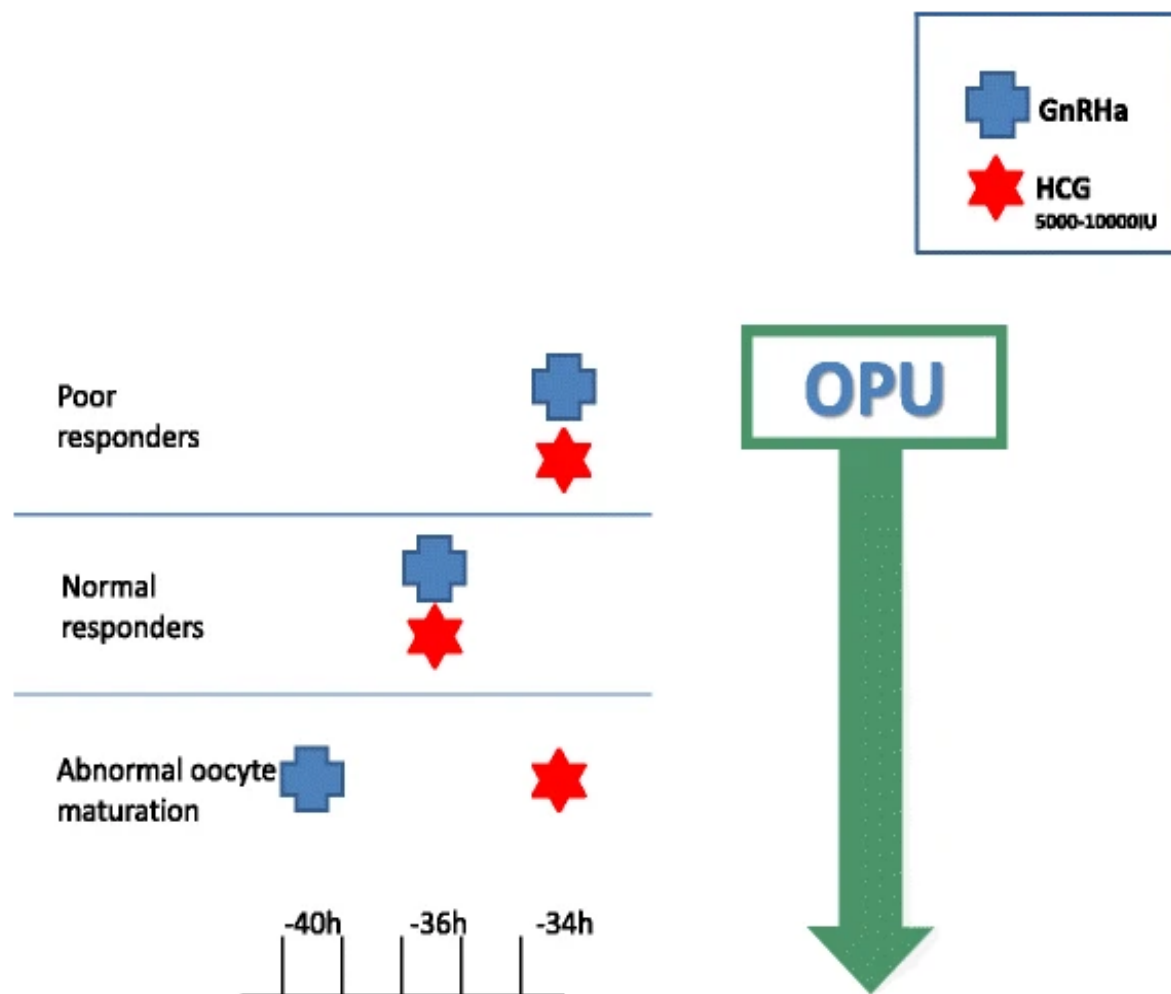 GnRHa
HCG
5000-10000IU
OPU
Poor
responders
Normal
responders
Abnormal oocyte
maturation
-40h
-36h
-34h